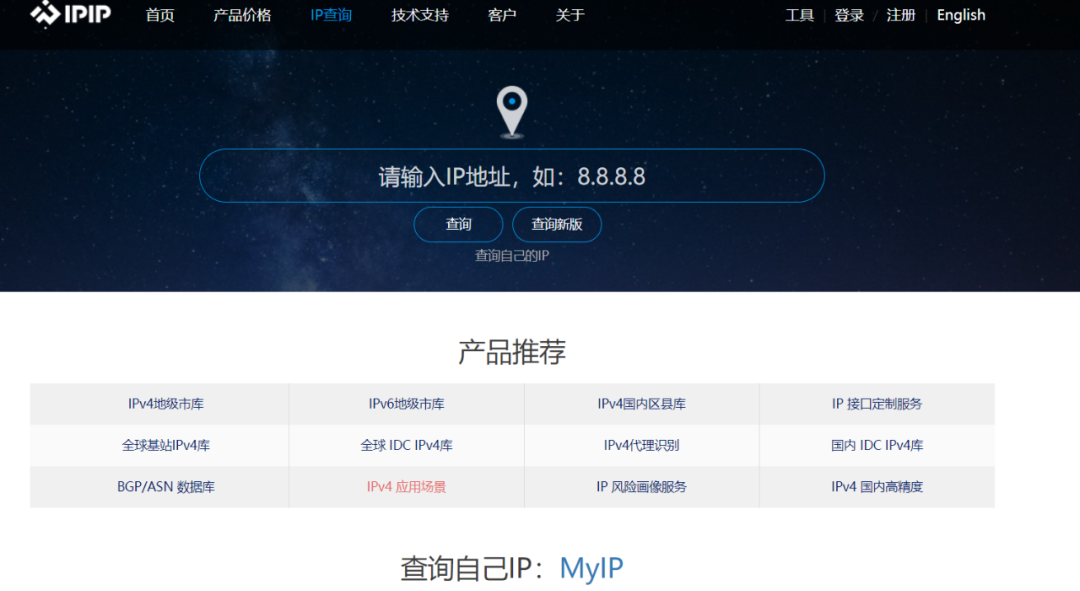 IPIP 首页 产品价格 IP查询 技术支持 客户 关于 工具 | 登录 / 注册 | English
请输入IP地址，如：8.8.8.8
查询 查询新版
查询自己的IP
产品推荐
IPv4地级市库 IPv6地级市库 IPv4国内区县库 IP 接口定制服务
全球基站IPv4库 全球 IDC IPv4库 IPv4代理识别 国内 IDC IPv4库
BGP/ASN 数据库 IPv4 应用场景 IP 风险画像服务 IPv4 国内高精度
查询自己IP：MyIP